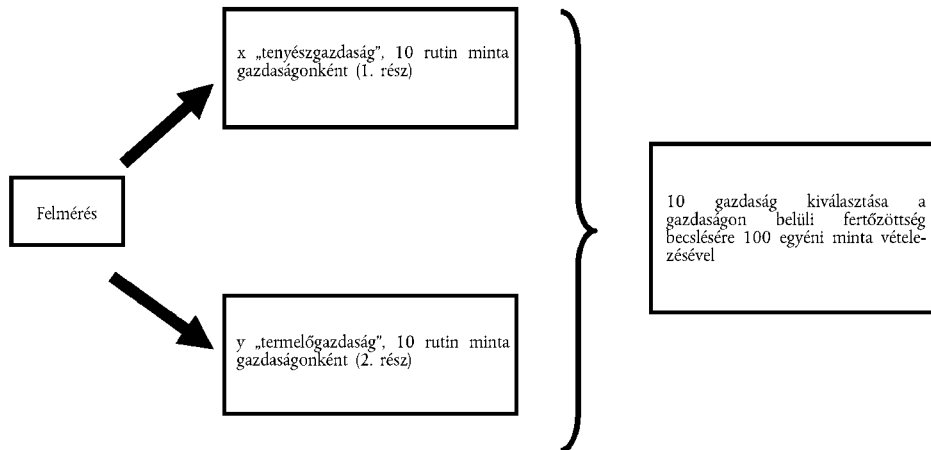 x „tenyészgazdaság”, 10 rutin minta
gazdaságonként (1. rész)
Felmérés
10 gazdaság kiválasztása a
gazdaságon belüli fertőzöttség
becslésére 100 egyéni minta vétele-
zésével
y „termelőgazdaság”, 10 rutin minta
gazdaságonként (2. rész)